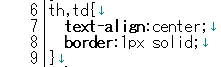 6 th,td{↓
7 text-align:center;↓
8 border:1px solid;↓
9 }↓